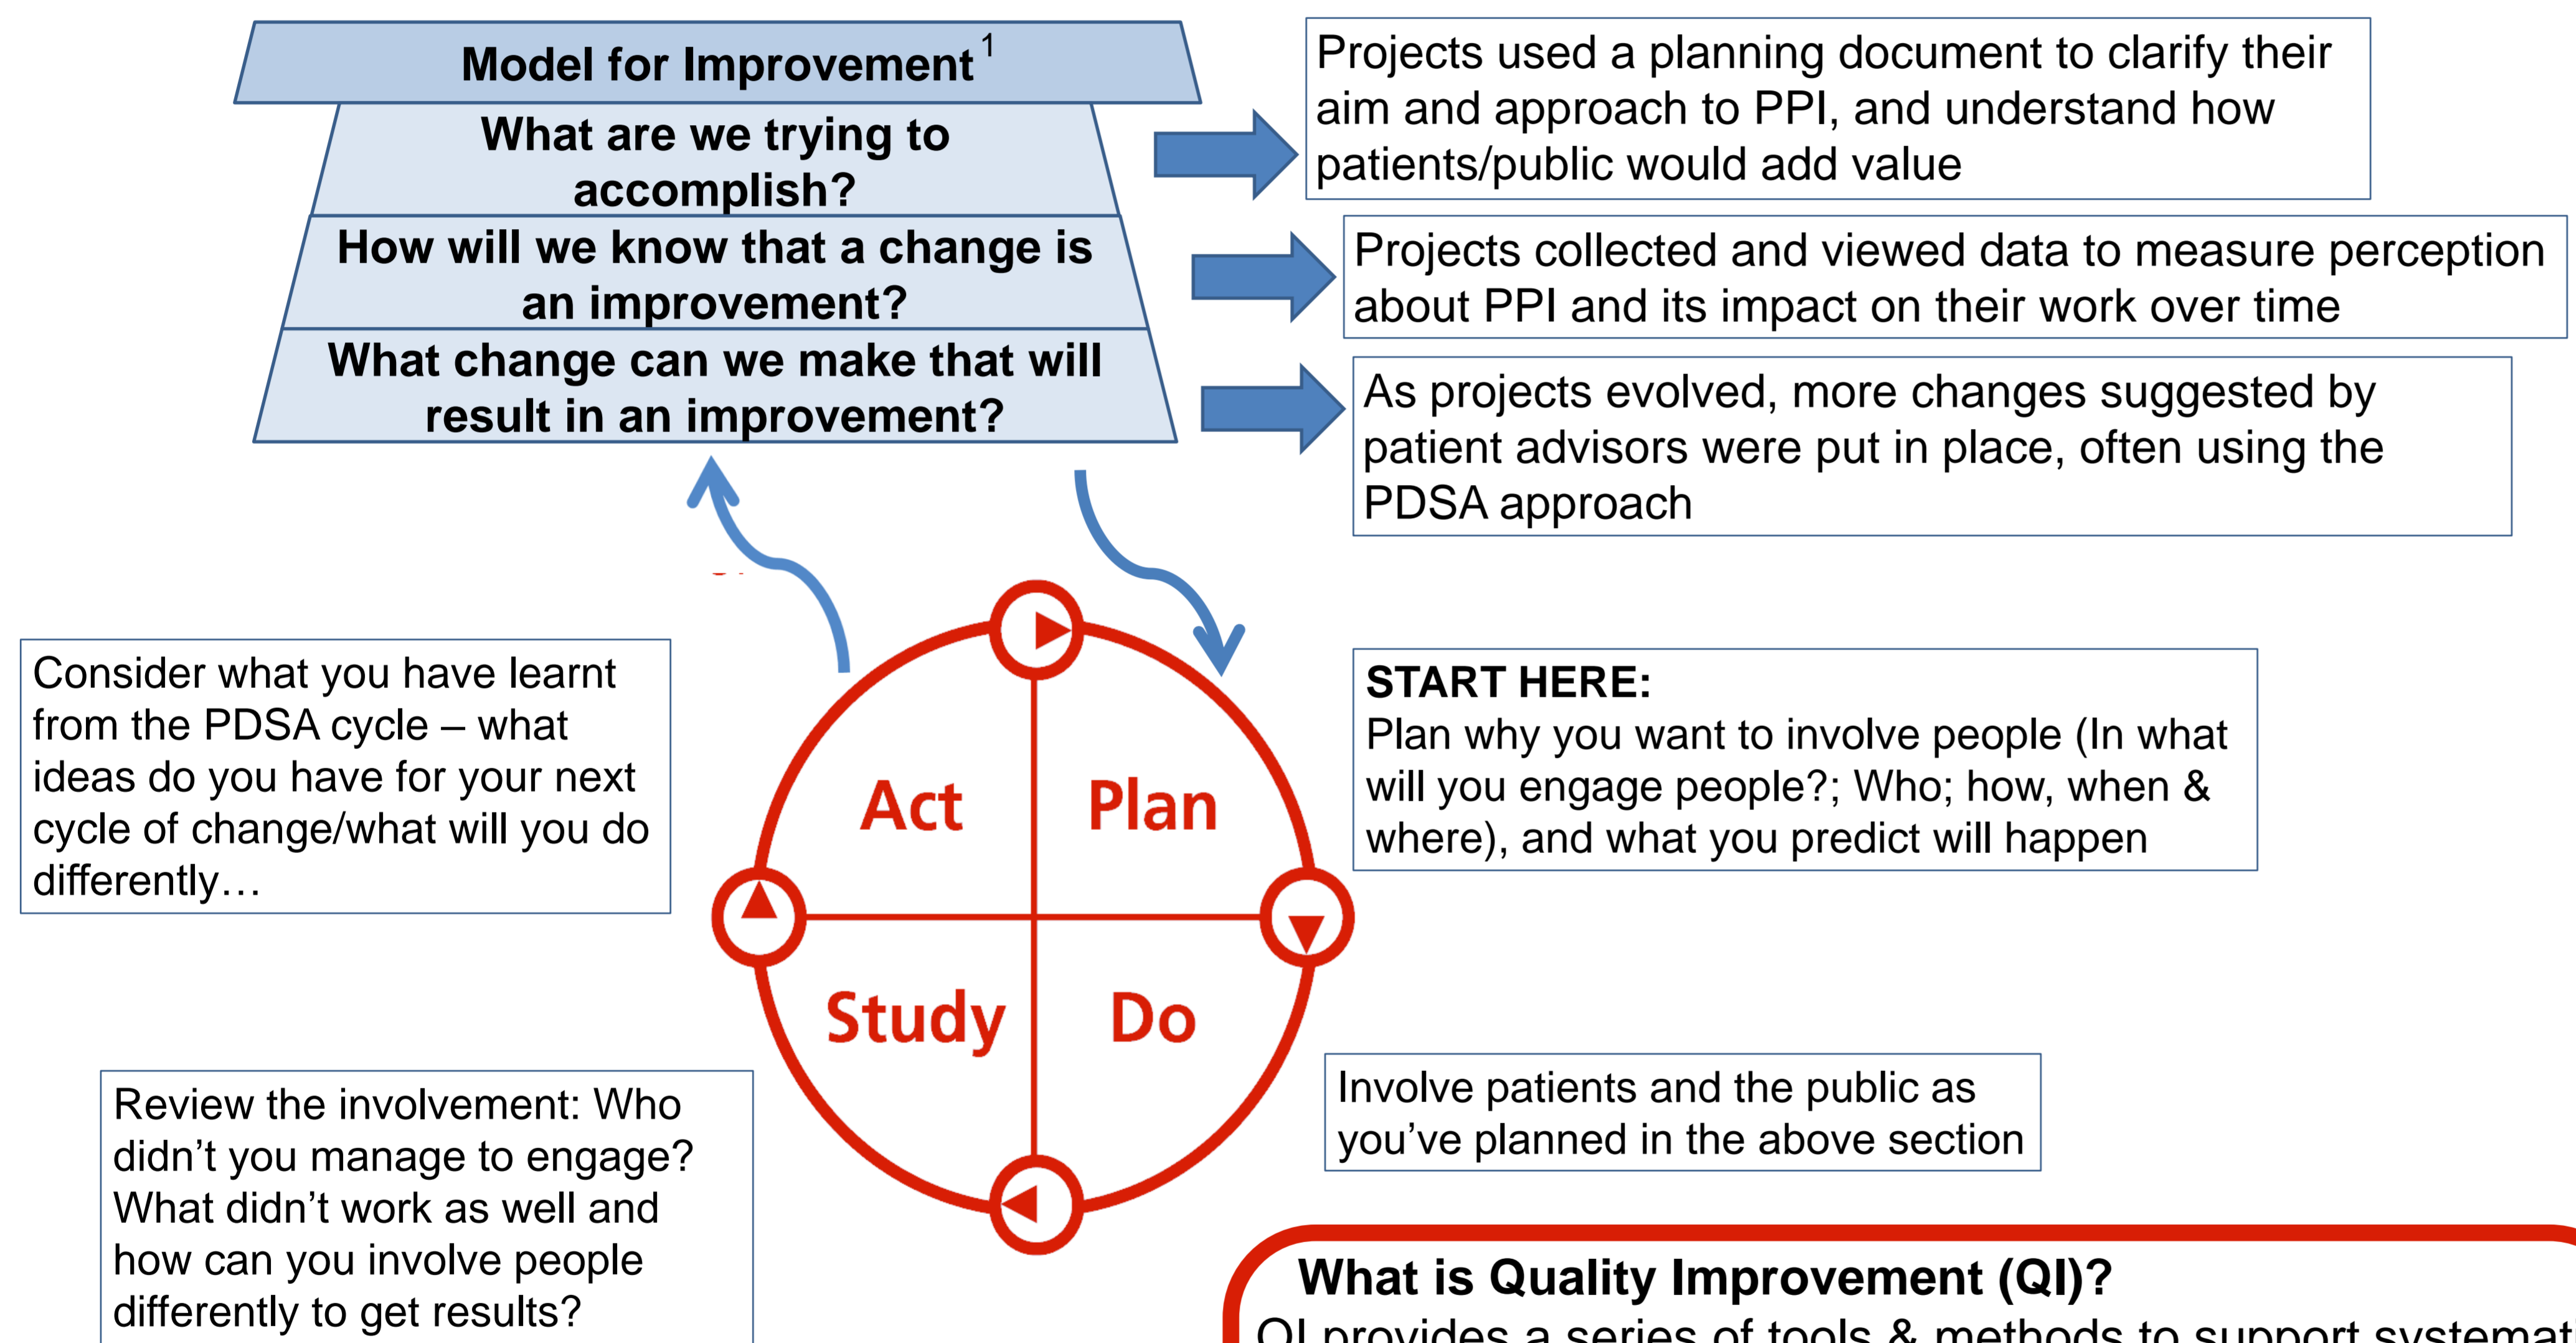 Model for Improvement 1
What are we trying to
accomplish?
How will we know that a change is
an improvement?
What change can we make that will
result in an improvement?
Projects used a planning document to clarify their
aim and approach to PPI, and understand how
patients/public would add value
Projects collected and viewed data to measure perception
about PPI and its impact on their work over time
As projects evolved, more changes suggested by
patient advisors were put in place, often using the
PDSA approach
Consider what you have learnt
from the PDSA cycle – what
ideas do you have for your next
cycle of change/what will you do
differently…
Act
Plan
Study
Do
START HERE:
Plan why you want to involve people (In what
will you engage people?; Who; how, when &
where), and what you predict will happen
Involve patients and the public as
you’ve planned in the above section
Review the involvement: Who
didn’t you manage to engage?
What didn’t work as well and
how can you involve people
differently to get results?
What is Quality Improvement (QI)?
QI provides a series of tools & methods to support systemat